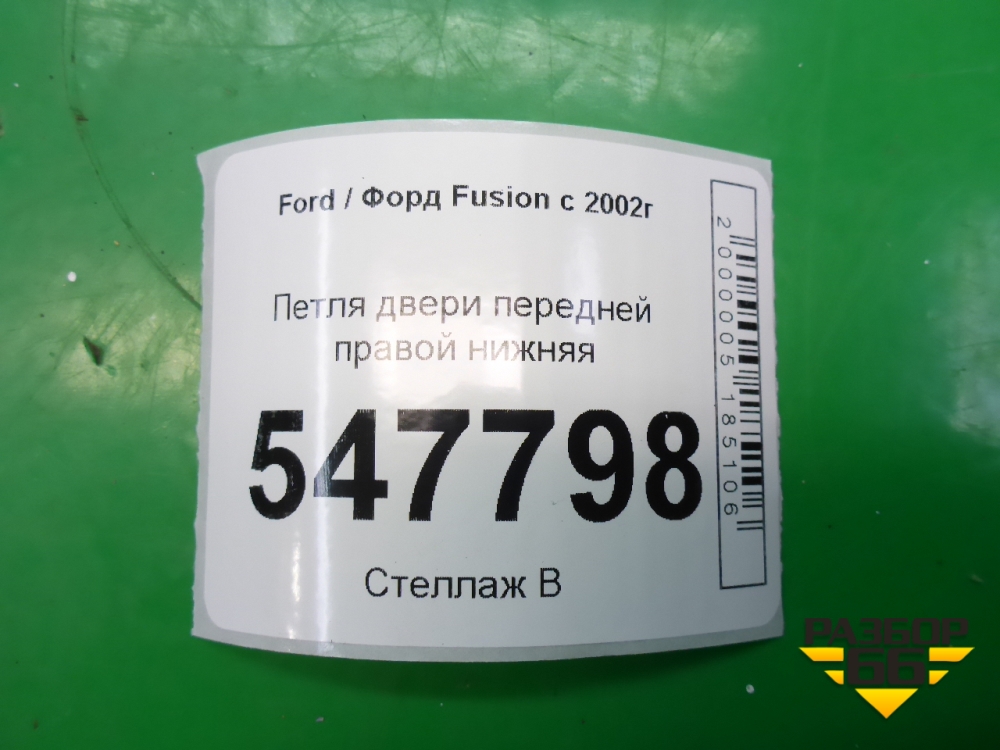 Ford / Форд Fusion с 2002г
Петля двери передней
правой нижняя
547798
Стеллаж В
2000005185106
РАЗБОР
66